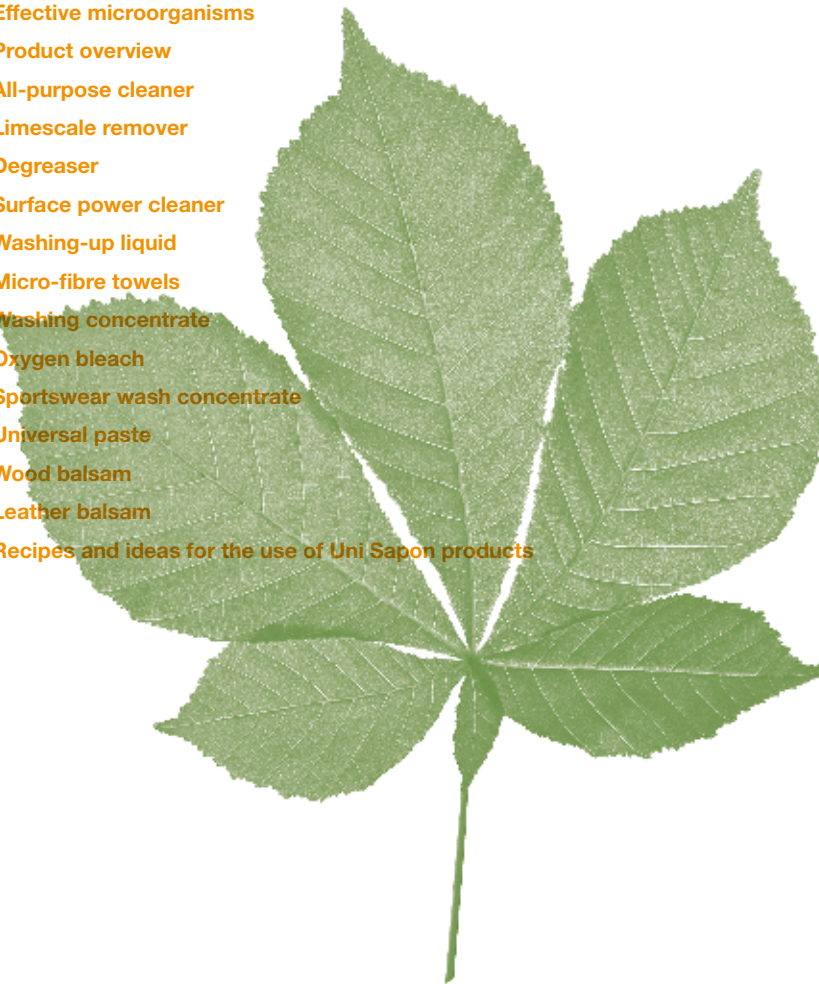 Effective microorganisms
Product overview
All-purpose cleaner
Limescale remover
Degreaser
Surface power cleaner
Washing-up liquid
Micro-fibre towels
Washing concentrate
Oxygen bleach
Sportswear wash concentrate
Universal paste
Wood balsam
Leather balsam
Recipes and ideas for the use of Uni Sapon products